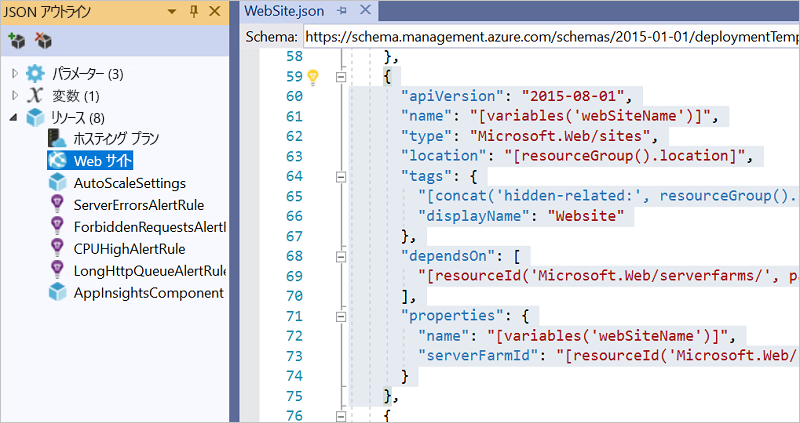 JSON アウトライン
パラメーター (3)
変数 (1)
リソース (8)
ホスティング プラン
Web サイト
AutoScaleSettings
ServerErrorsAlertRule
ForbiddenRequestsAlertI
CPUHighAlertRule
LongHttpQueueAlertRule
AppInsightsComponent
WebSite.json
Schema: https://schema.management.azure.com/schemas/2015-01-01/deploymentTemp
58 },
59 {
60 "apiVersion": "2015-08-01",
61 "name": "[variables('webSiteName')]",
62 "type": "Microsoft.Web/sites",
63 "location": "[resourceGroup().location]",
64 "tags": {
65 "[concat('hidden-related:', resourceGroup().
66 "displayName": "Website"
67 },
68 "dependsOn": [
69 "[resourceId('Microsoft.Web/serverfarms/', p
70 ],
71 "properties": {
72 "name": "[variables('webSiteName')]",
73 "serverFarmId": "[resourceId('Microsoft.Web/
74 }
75 },
76 {